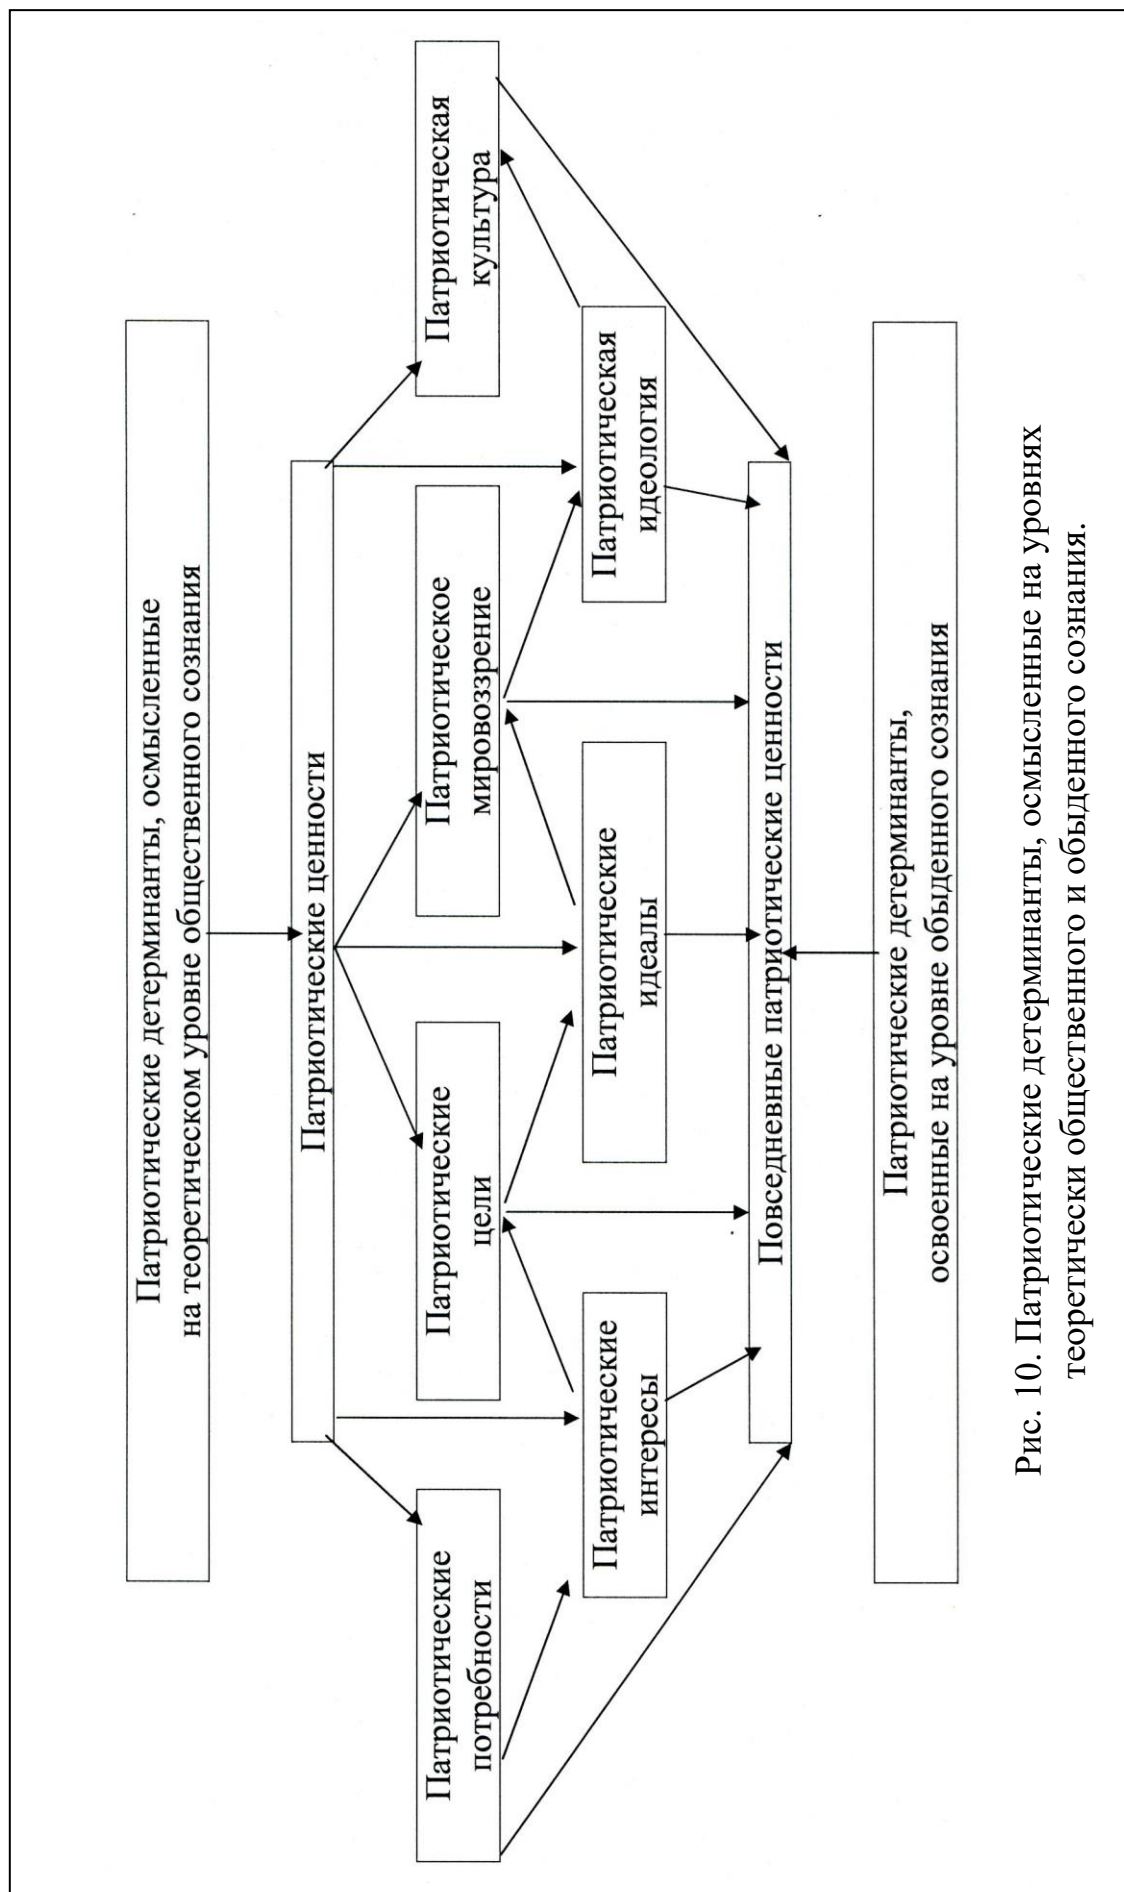 Патриотические детерминанты, осмысленные
на теоретическом уровне общественного сознания
Патриотические ценности
Патриотические
потребности
Патриотические
цели
Патриотическое
мировоззрение
Патриотическая
культура
Патриотические
интересы
Патриотические
идеалы
Патриотическая
идеология
Повседневные патриотические ценности
Патриотические детерминанты,
освоенные на уровне обыденного сознания
Рис. 10. Патриотические детерминанты, осмысленные на уровнях
теоретически общественного и обыденного сознания.